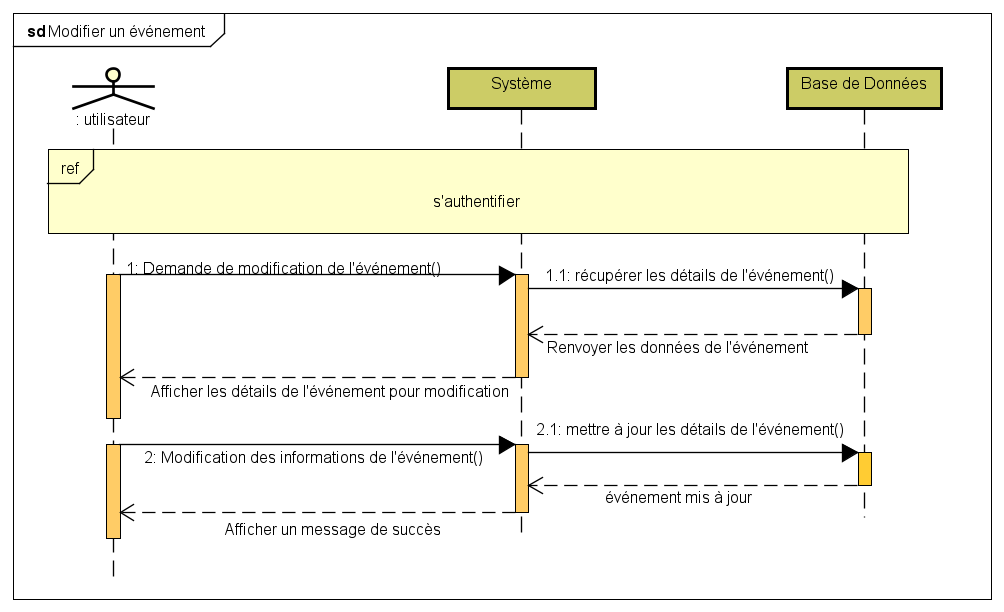 sd Modifier un événement
Système
Base de Données
: utilisateur
ref
s'authentifier
1: Demande de modification de l'événement()
1.1: récupérer les détails de l'événement()
Renvoyer les données de l'événement
Afficher les détails de l'événement pour modification
2.1: mettre à jour les détails de l'événement()
2: Modification des informations de l'événement()
événement mis à jour
Afficher un message de succès